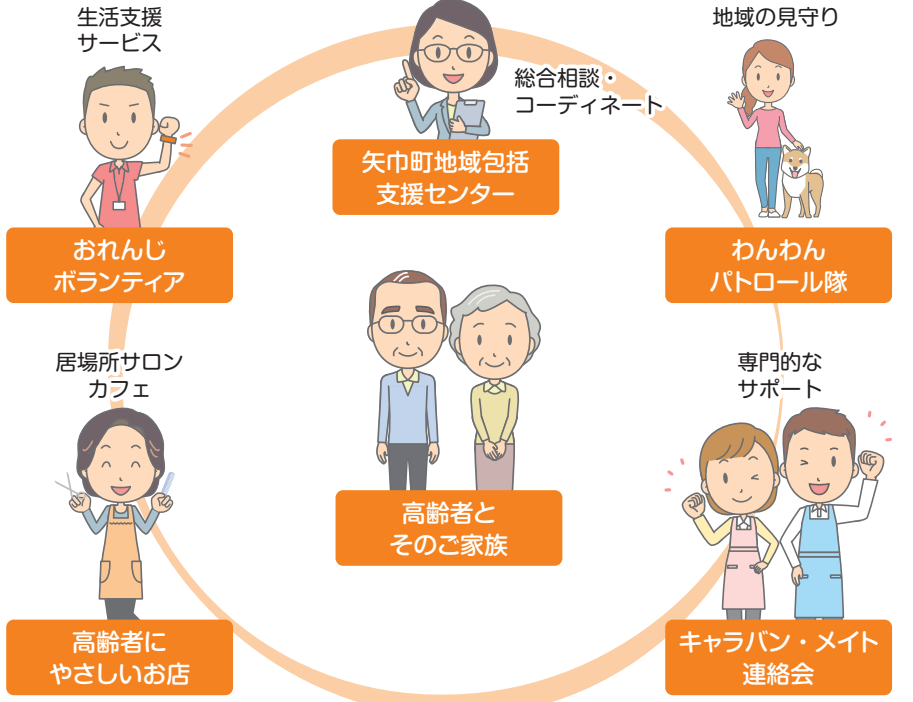 生活支援
サービス
おれんじ
ボランティア
総合相談・
コーディネート
矢巾町地域包括
支援センター
地域の見守り
わんわん
パトロール隊
居場所サロン
カフェ
高齢者に
やさしいお店
高齢者と
そのご家族
専門的な
サポート
キャラバン・メイト
連絡会